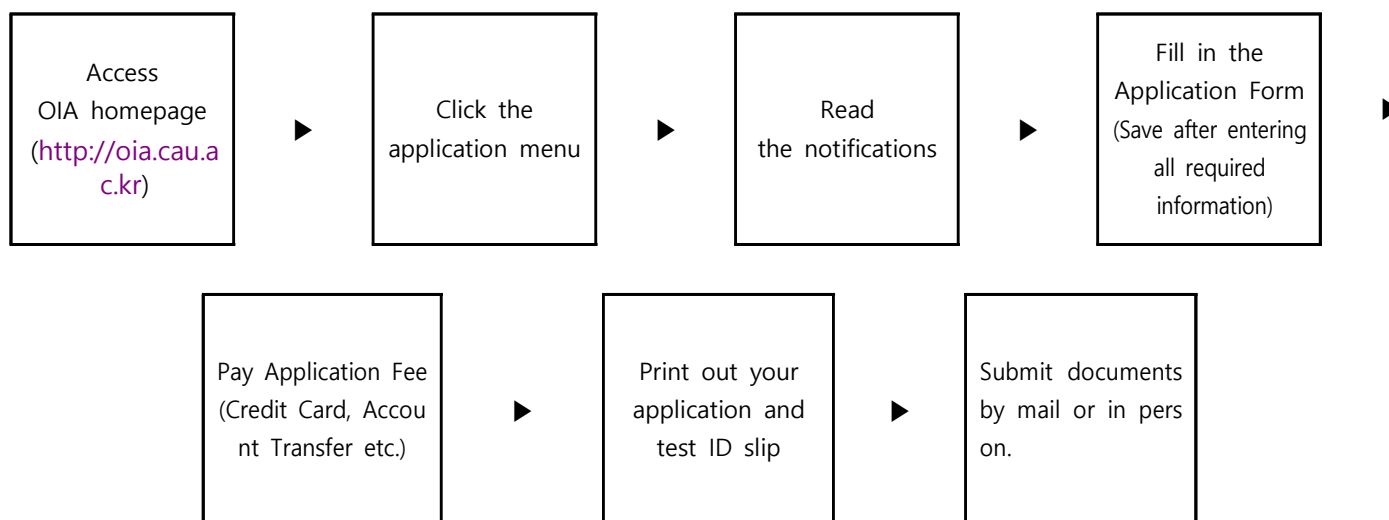 Access
OIA homepage
(http://oia.cau.a
c.kr)
▶
Click the
application menu
▶
Read
the notifications
▶
Fill in the
Application Form
(Save after entering
all required
information)
▶
Pay Application Fee
(Credit Card, Accou
nt Transfer etc.)
▶
Print out your
application and
test ID slip
▶
Submit documents
by mail or in pers
on.